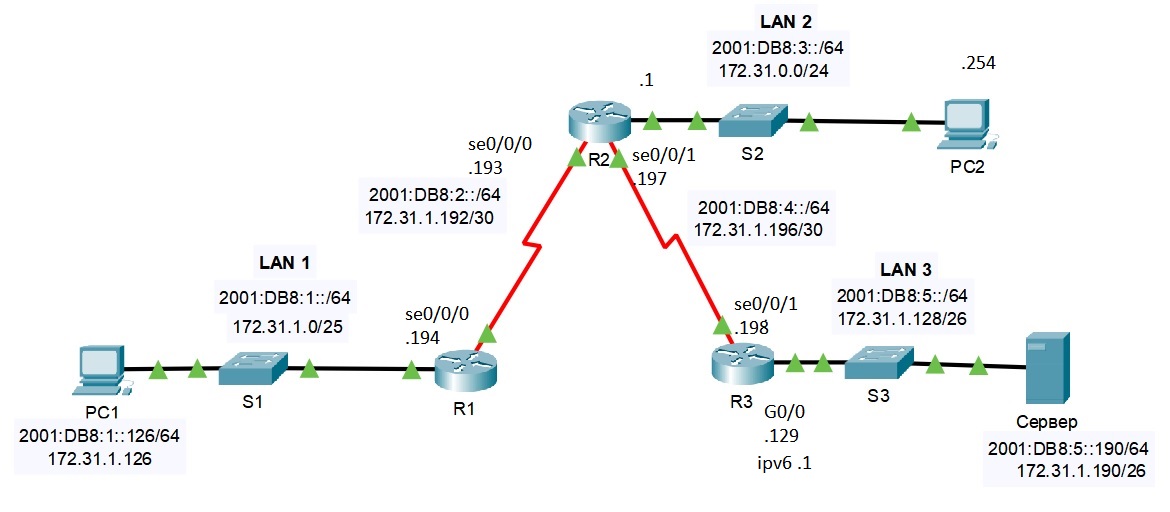 LAN 2
2001:DB8:3::/64
172.31.0.0/24
.254
.1
R2
S2
PC2
se0/0/0
.193
se0/0/1
.197
2001:DB8:2::/64
172.31.1.192/30
2001:DB8:4::/64
172.31.1.196/30
LAN 1
2001:DB8:1::/64
172.31.1.0/25
LAN 3
2001:DB8:5::/64
172.31.1.128/26
se0/0/0
.194
se0/0/1
.198
PC1
S1
R1
R3
S3
Сервер
2001:DB8:1::126/64
172.31.1.126
G0/0
.129
ipv6 .1
2001:DB8:5::190/64
172.31.1.190/26